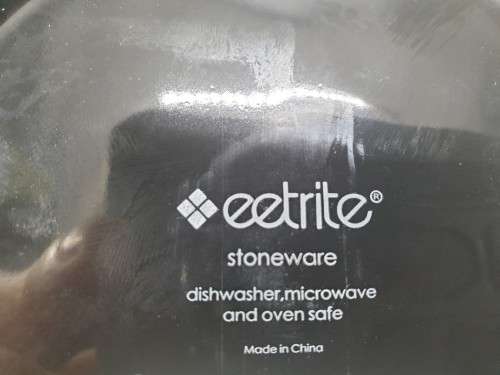 eetrite®
stoneware
dishwasher,microwave
and oven safe
Made in China